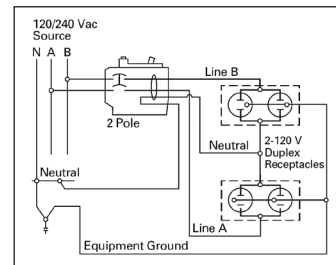 120/240 Vac
Source
N A B
Line B
2 Pole
Neutral
2-120 V
Duplex
Receptacles
Neutral
Line A
Equipment Ground